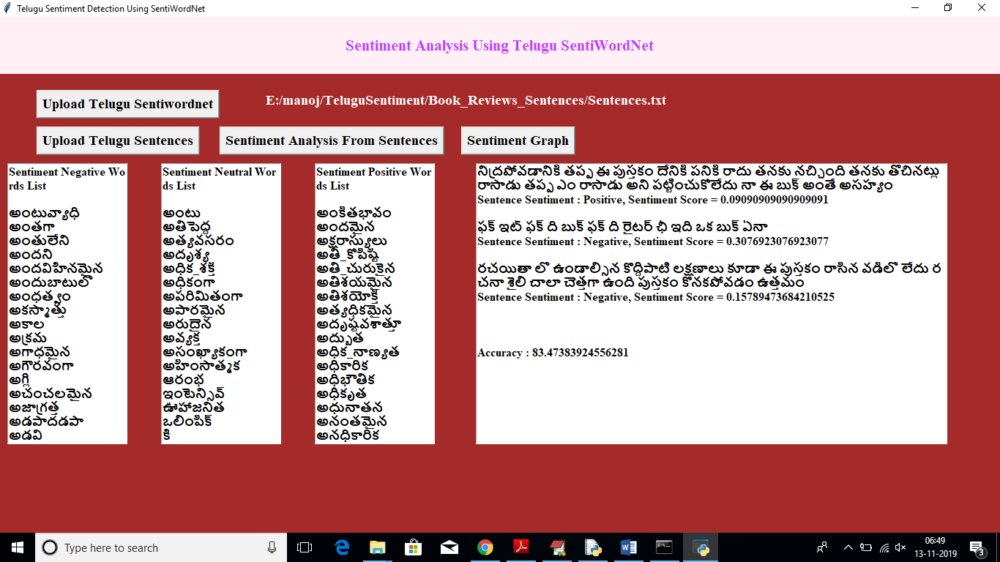 Telugu Sentiment Detection Using SentiWordNet
Sentiment Analysis Using Telugu SentiWordNet
Upload Telugu Sentiwordnet
E:/manoj/TeluguSentiment/Book_Reviews_Sentences/Sentences.txt
Upload Telugu Sentences
Sentiment Analysis From Sentences
Sentiment Graph
Sentiment Negative Wo
rds List
అంటువ్యాధి
అంతగా
అంతులేని
అందని
అందవిహినమైన
అందుబాటులో
అంధత్వం
అకస్మాత్తు
అకాల
అక్రమ
అగాధమైన
అగౌరవంగా
అగ్లి
అచంచలమైన
అజాగ్రత్త
అడపాదడపా
అడవి
Sentiment Neutral Wor
ds List
అంటు
అతిపెద్ద
అత్యవసరం
అదృశ్య
అధిక_శక్తి
అధికంగా
అపరిమితంగా
అపారమైన
అరుదైన
అవ్యక్త
అసంఖ్యాకంగా
అహింసాత్మక
ఆరంభ
ఇంటెన్సివ్
ఊహాజనిత
ఒలింపిక్
కి
Sentiment Positive Wor
ds List
అంకితభావం
అందమైన
అక్షరాస్యులు
అతి_కోపిష్టి
అతి_చురుకైన
అతిశయమైన
అతిశయోక్తి
అత్యధికమైన
అదృష్టవశాత్తూ
అద్భుత
అధిక_నాణ్యత
అధికారిక
అధిభౌతిక
అధీకృత
అధునాతన
అనంతమైన
అనధికారిక
నిద్రపోవడానికి తప్ప ఈ పుస్తకం దేనికి పనికి రాదు తనకు నచ్చింది తనకు తోచినట్లు
రాసాడు తప్ప ఎం రాసాడు అని పట్టించుకోలేదు నా ఈ బుక్ అంతే అసహ్యం
Sentence Sentiment : Positive, Sentiment Score = 0.09090909090909091
ఫక్ ఇట్ ఫక్ ది బుక్ ఫక్ ది రైటర్ ఛీ ఇది ఒక బుక్ ఏనా
Sentence Sentiment : Negative, Sentiment Score = 0.3076923076923077
రచయితా లో ఉండాల్సిన కొద్దిపాటి లక్షణాలు కూడా ఈ పుస్తకం రాసిన వడిలో లేదు ర
చనా శైలి చాలా చెత్తగా ఉంది పుస్తకం కొనకపోవడం ఉత్తమం
Sentence Sentiment : Negative, Sentiment Score = 0.15789473684210525
Accuracy : 83.47383924556281
Type here to search
06:49
13-11-2019
3